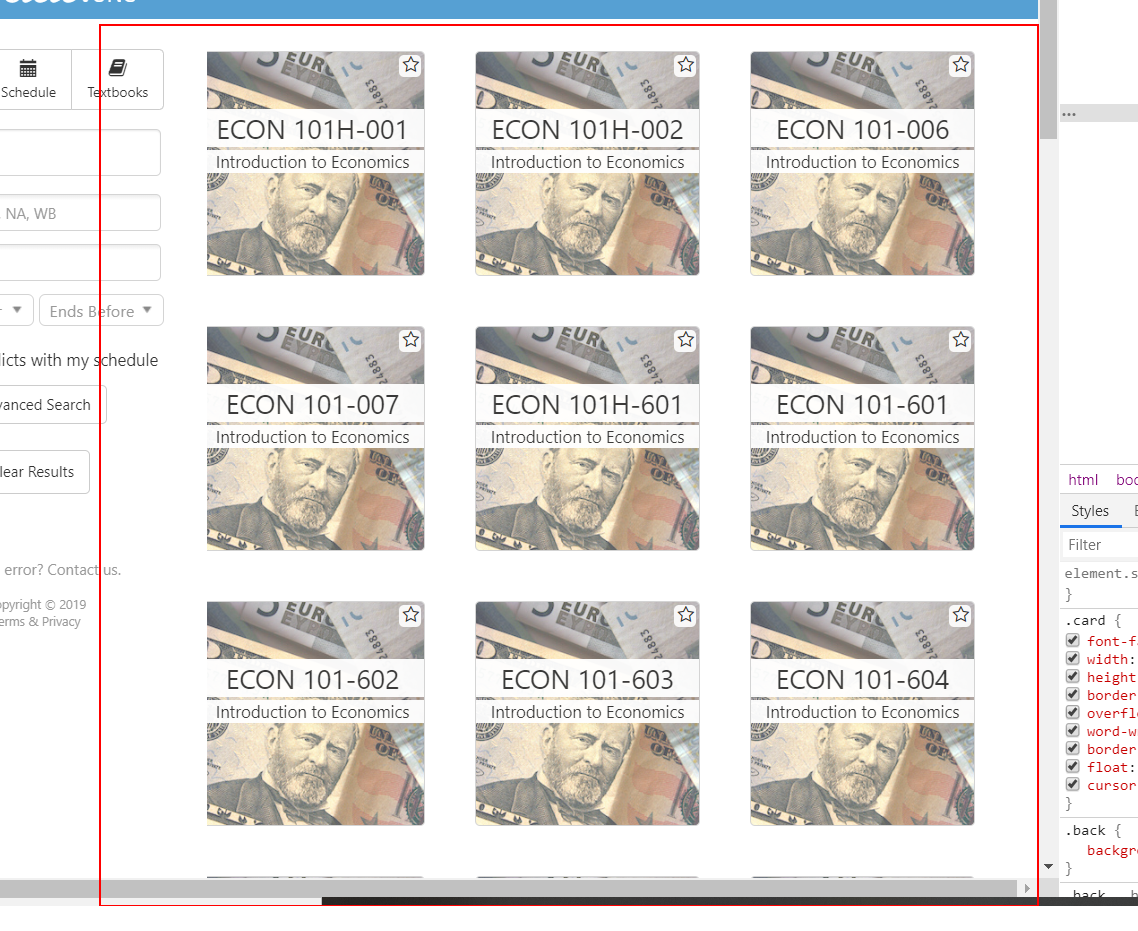 Schedule
Textbooks
, NA, WB
Ends Before
licts with my schedule
vanced Search
lear Results
error? Contact us.
opyright © 2019
erms & Privacy
ECON 101H-001
Introduction to Economics
ECON 101H-002
Introduction to Economics
ECON 101-006
Introduction to Economics
ECON 101-007
Introduction to Economics
ECON 101H-601
Introduction to Economics
ECON 101-601
Introduction to Economics
ECON 101-602
Introduction to Economics
ECON 101-603
Introduction to Economics
ECON 101-604
Introduction to Economics
...
html bod
Styles E
Filter
element.s
}
.card {
font-fa
width:
height
border
overflo
word-wr
border
float:
cursor
}
.back {
backgro
}